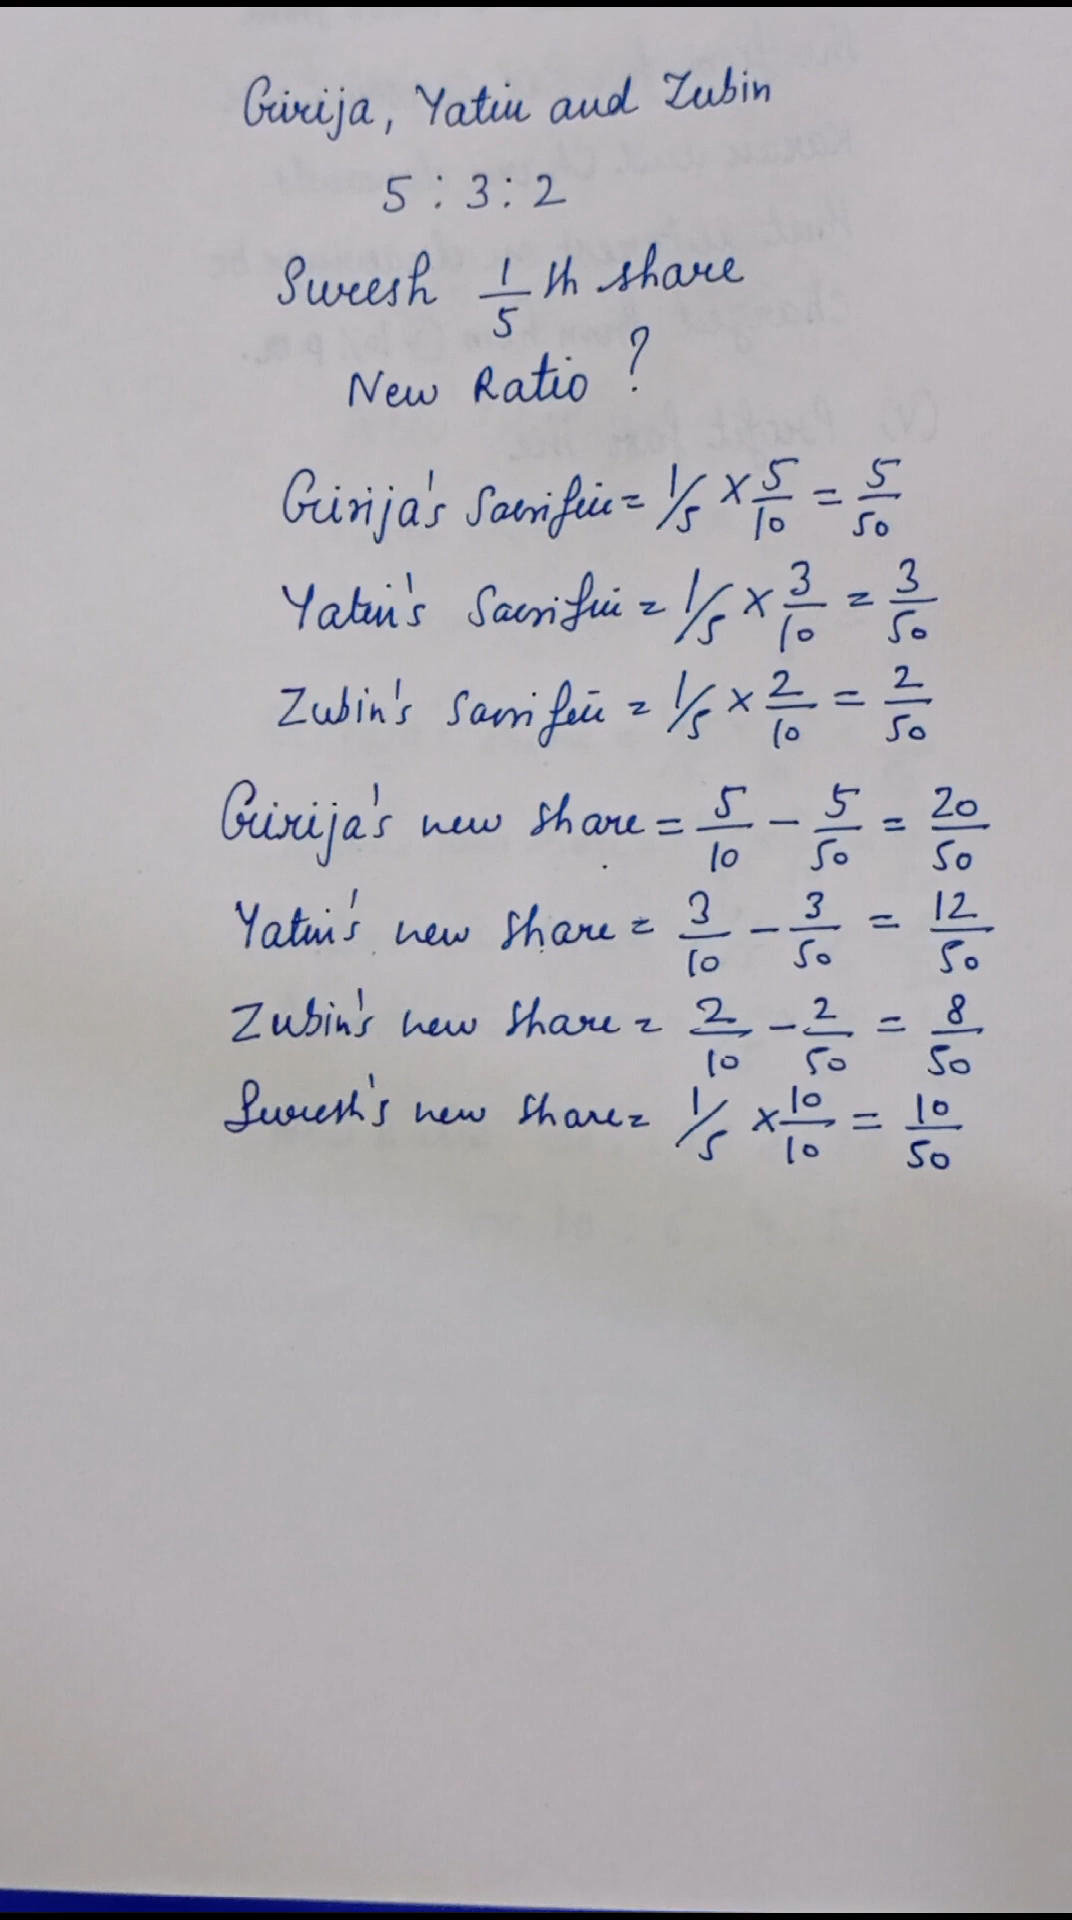 Girija, Yatin and Zubin
5 : 3 : 2
Suresh 1/5 th share
New Ratio ?
Girija's Sacrifice = 1/5 × 5/10 = 5/50
Yatin's Sacrifice = 1/5 × 3/10 = 3/50
Zubin's Sacrifice = 1/5 × 2/10 = 2/50
Girija's new share = 5/10 - 5/50 = 20/50
Yatin's new share = 3/10 - 3/50 = 12/50
Zubin's new share = 2/10 - 2/50 = 8/50
Suresh's new share = 1/5 × 10/10 = 10/50